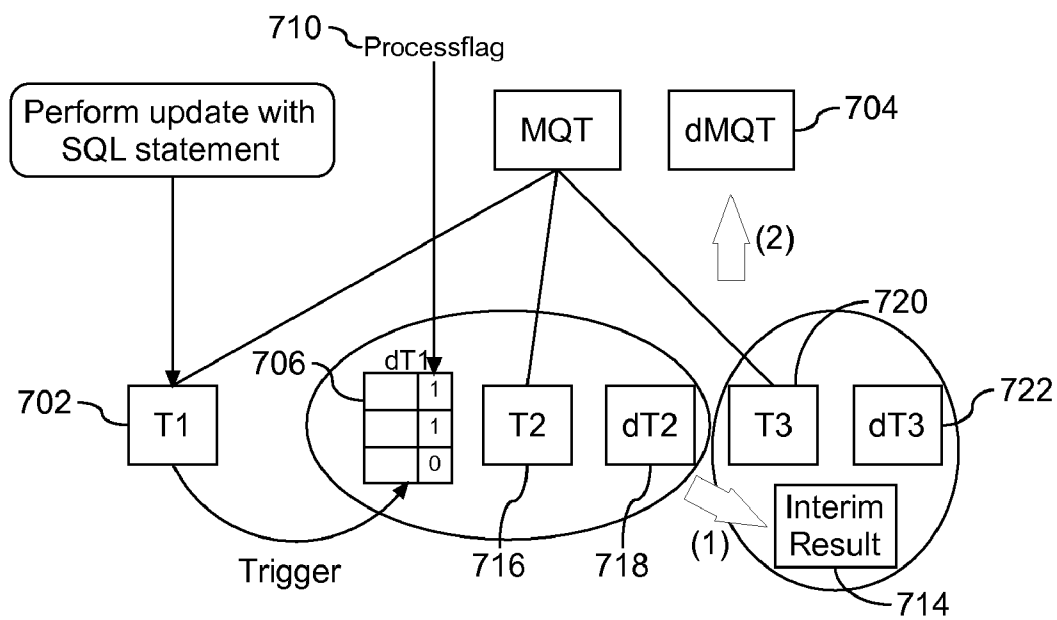 710
Processflag
Perform update with
SQL statement
MQT
dMQT
704
(2)
720
706
dT1
1
1
0
702
T1
T2
dT2
T3
dT3
722
Interim
Result
(1)
Trigger
716
718
714